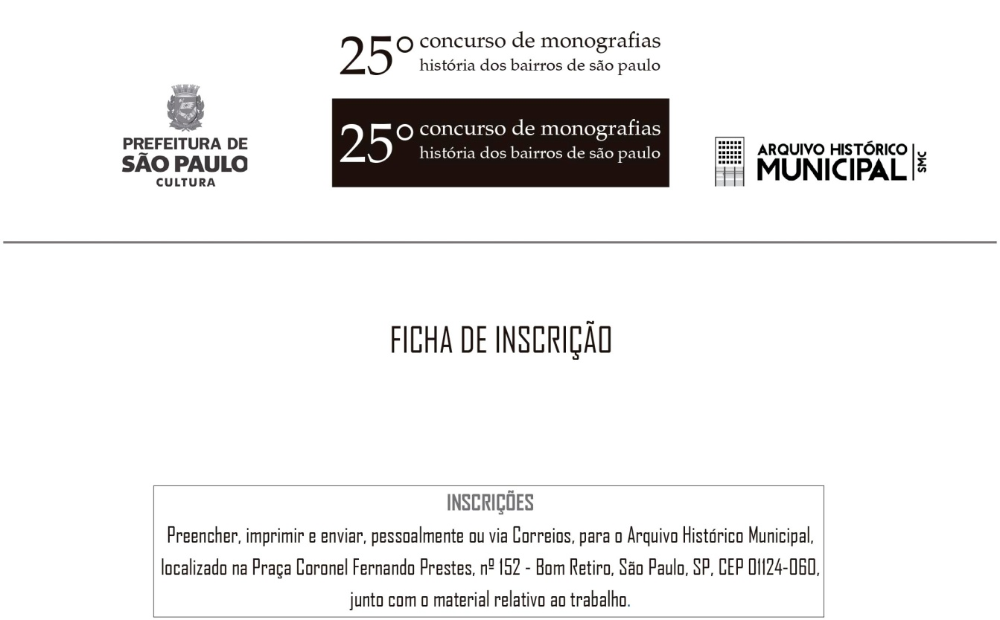 25º concurso de monografias
história dos bairros de são paulo
25º concurso de monografias
história dos bairros de são paulo
PREFEITURA DE
SÃO PAULO
CULTURA
ARQUIVO HISTÓRICO
MUNICIPAL
SMC
FICHA DE INSCRIÇÃO
INSCRIÇÕES
Preencher, imprimir e enviar, pessoalmente ou via Correios, para o Arquivo Histórico Municipal,
localizado na Praça Coronel Fernando Prestes, nº 152 - Bom Retiro, São Paulo, SP, CEP 01124-060,
junto com o material relativo ao trabalho.